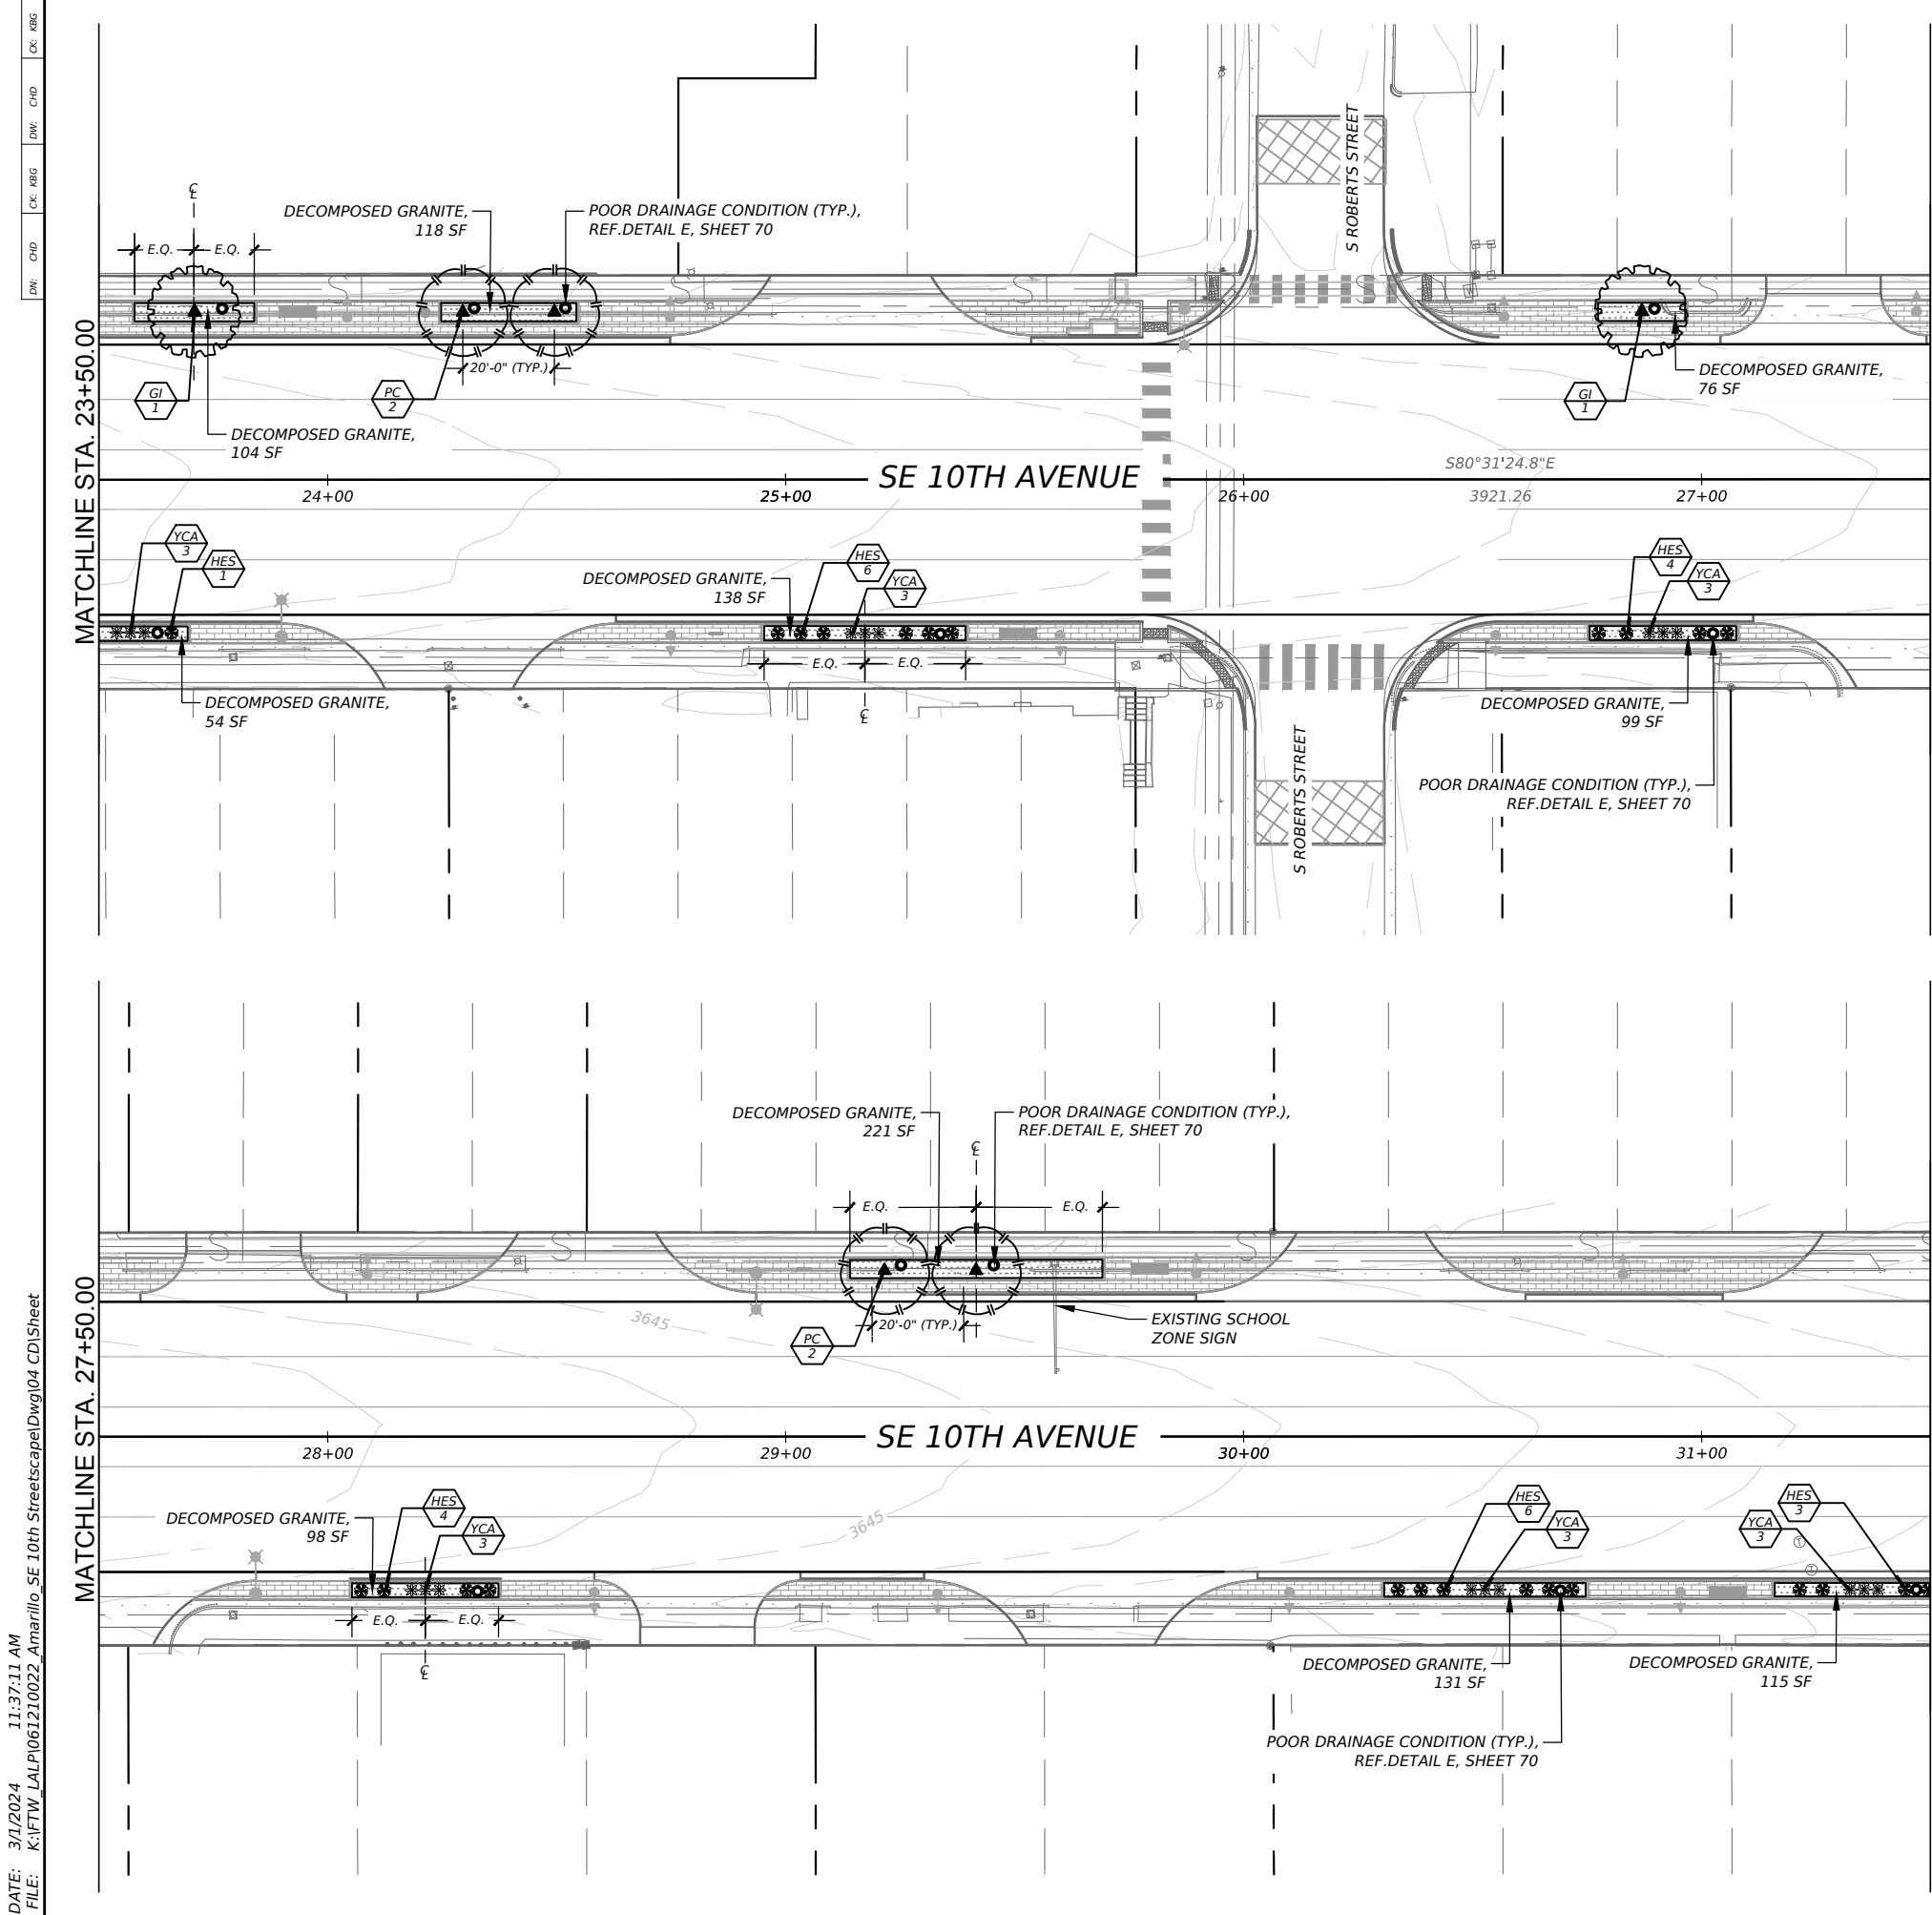 CK: KBG
DW: CHD
CK: KBG
DN: CHD
DATE: 3/1/2024 11:37:11 AM
FILE: K:\FTW_LALP\061210022_Amarillo_SE 10th Streetscape\Dwg\04 CD\Sheet
MATCHLINE STA. 23+50.00
S ROBERTS STREET
DECOMPOSED GRANITE,
118 SF
POOR DRAINAGE CONDITION (TYP.),
REF.DETAIL E, SHEET 70
E.Q.
E.Q.
GI
1
PC
2
20'-0" (TYP.)
DECOMPOSED GRANITE,
104 SF
GI
1
DECOMPOSED GRANITE,
76 SF
SE 10TH AVENUE
S80°31'24.8"E
3921.26
24+00
25+00
26+00
27+00
YCA
3
HES
1
DECOMPOSED GRANITE,
138 SF
HES
6
YCA
3
HES
4
YCA
3
E.Q.
E.Q.
DECOMPOSED GRANITE,
54 SF
DECOMPOSED GRANITE,
99 SF
S ROBERTS STREET
POOR DRAINAGE CONDITION (TYP.),
REF.DETAIL E, SHEET 70
MATCHLINE STA. 27+50.00
DECOMPOSED GRANITE,
221 SF
POOR DRAINAGE CONDITION (TYP.),
REF.DETAIL E, SHEET 70
E.Q.
E.Q.
3645
PC
2
20'-0" (TYP.)
EXISTING SCHOOL
ZONE SIGN
SE 10TH AVENUE
28+00
29+00
30+00
31+00
DECOMPOSED GRANITE,
98 SF
HES
4
YCA
3
3645
HES
6
YCA
3
YCA
3
HES
3
E.Q.
E.Q.
DECOMPOSED GRANITE,
131 SF
DECOMPOSED GRANITE,
115 SF
POOR DRAINAGE CONDITION (TYP.),
REF.DETAIL E, SHEET 70